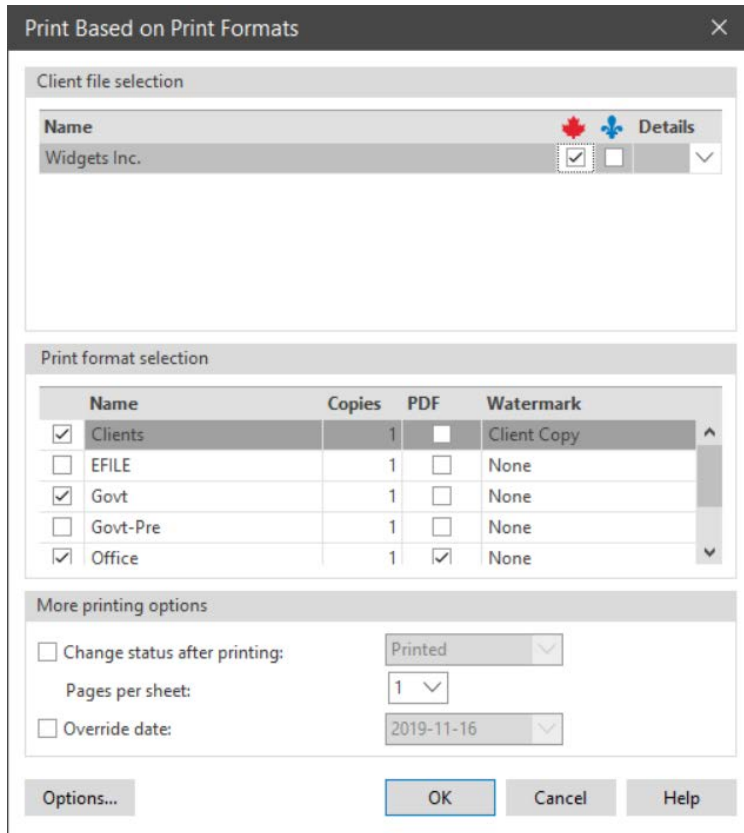 Print Based on Print Formats
Client file selection
Name Details
Widgets Inc.
Print format selection
Name Copies PDF Watermark
Clients 1 Client Copy
EFILE 1 None
Govt 1 None
Govt-Pre 1 None
Office 1 None
More printing options
Change status after printing: Printed
Pages per sheet: 1
Override date: 2019-11-16
Options... OK Cancel Help